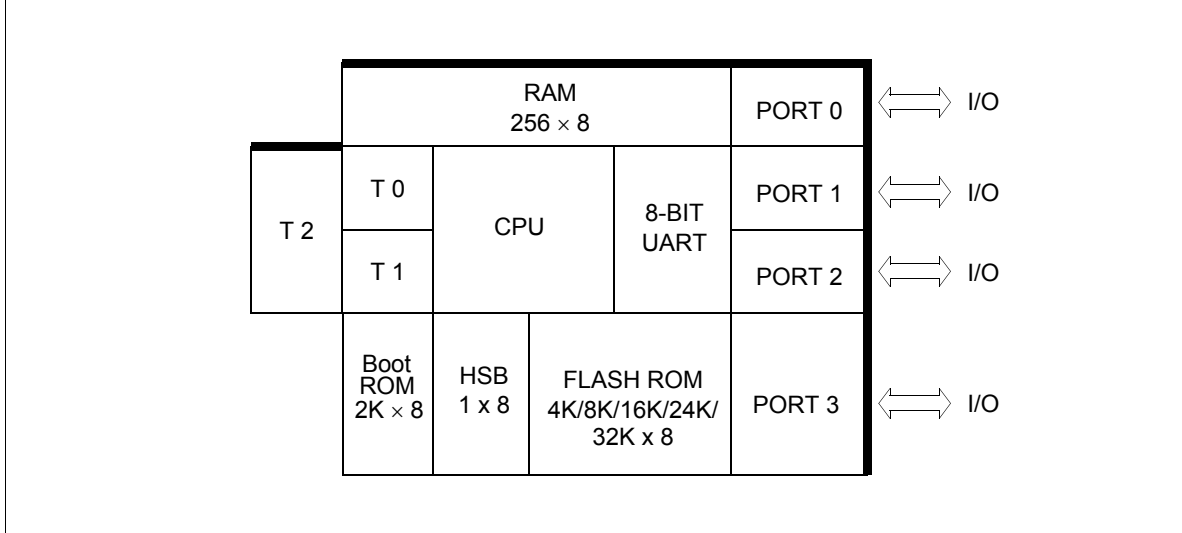 RAM
256 × 8
PORT 0
I/O
T 2
T 0
T 1
CPU
8-BIT
UART
PORT 1
I/O
PORT 2
I/O
Boot
ROM
2K × 8
HSB
1 x 8
FLASH ROM
4K/8K/16K/24K/
32K x 8
PORT 3
I/O